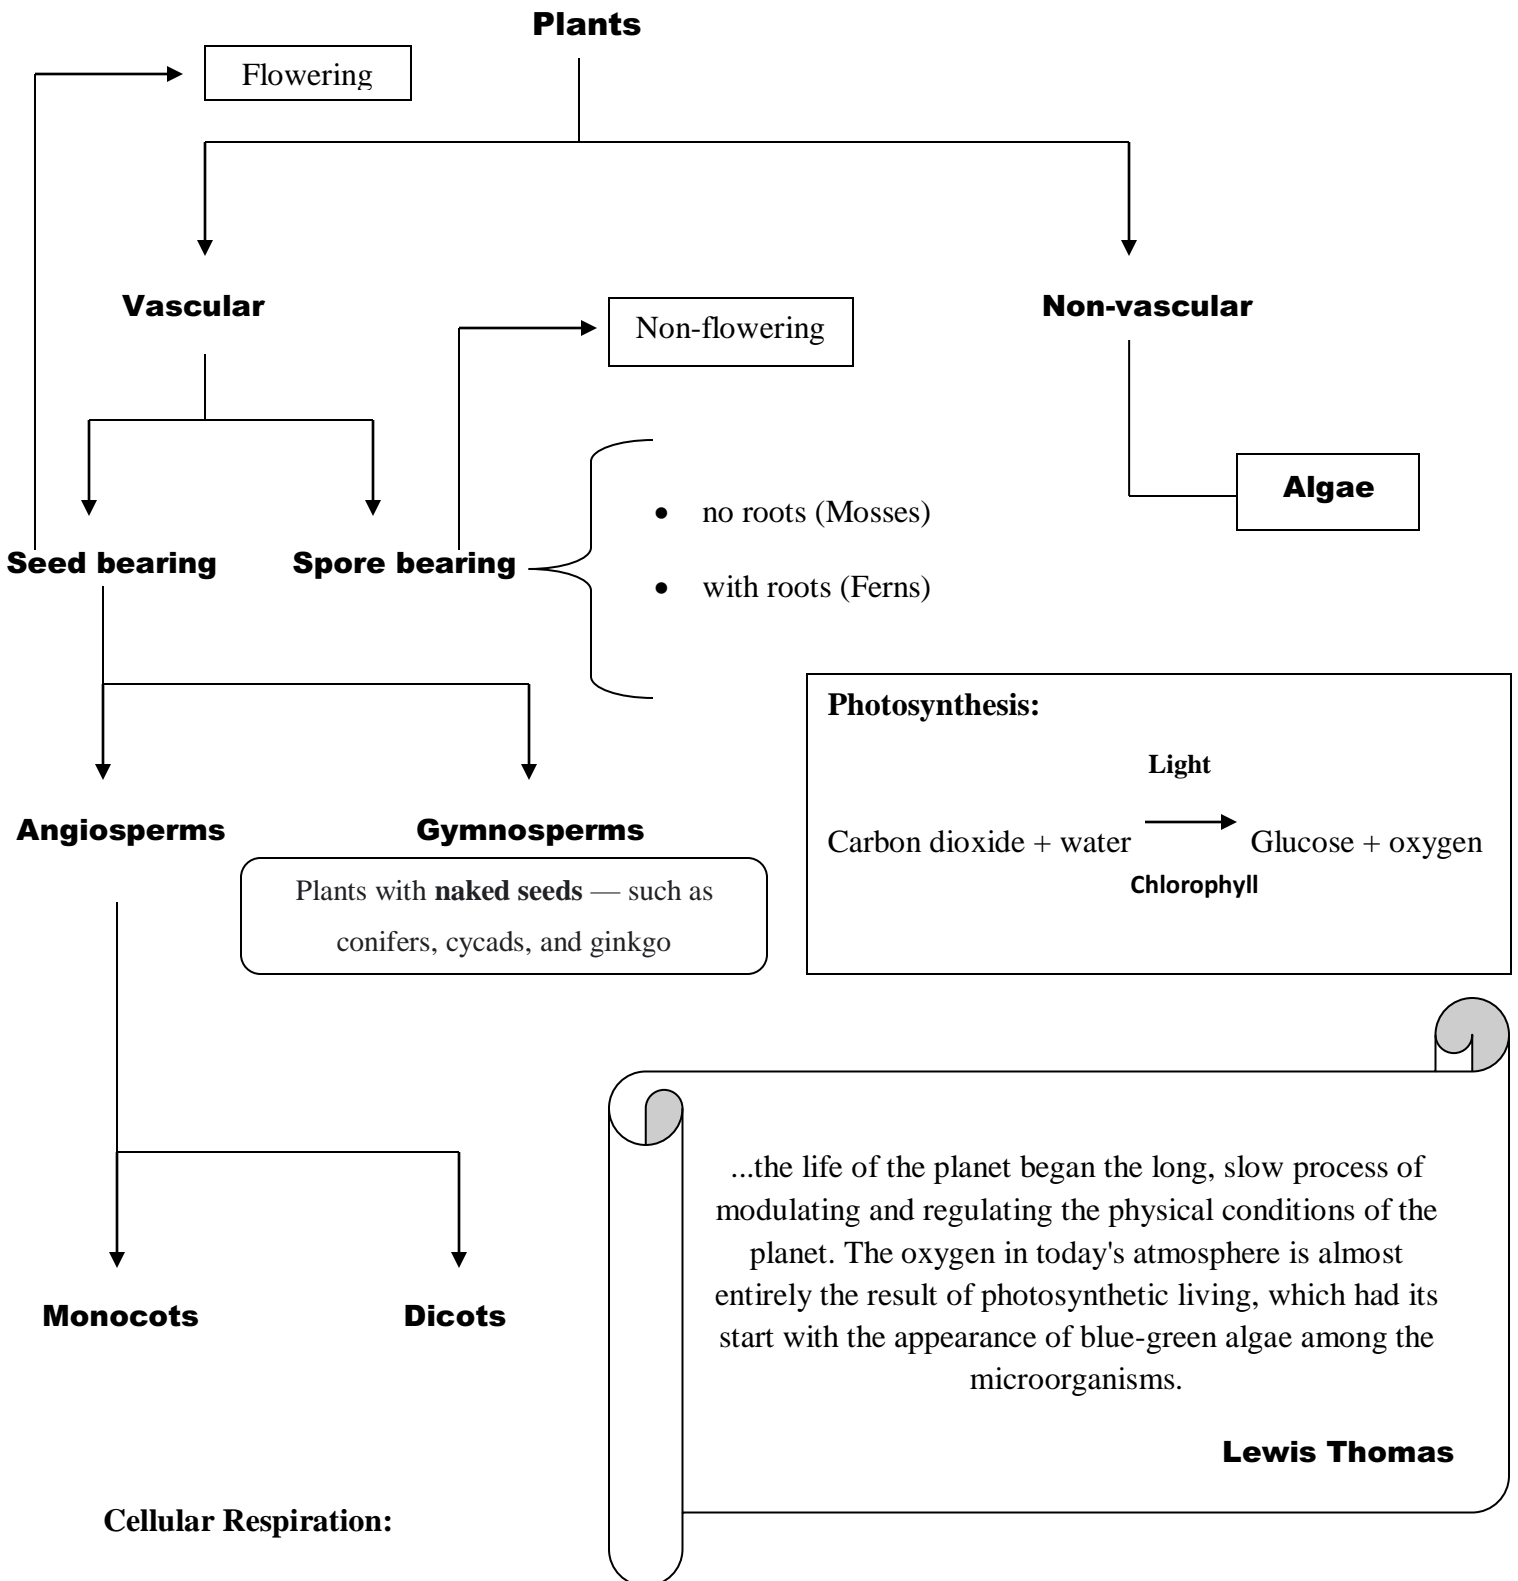 Plants
Flowering
Vascular
Non-flowering
Non-vascular
Algae
• no roots (Mosses)
• with roots (Ferns)
Seed bearing
Spore bearing
Photosynthesis:
Light
Carbon dioxide + water
Glucose + oxygen
Chlorophyll
Angiosperms
Gymnosperms
Plants with naked seeds — such as
conifers, cycads, and ginkgo
...the life of the planet began the long, slow process of
modulating and regulating the physical conditions of the
planet. The oxygen in today's atmosphere is almost
entirely the result of photosynthetic living, which had its
start with the appearance of blue-green algae among the
microorganisms.
Lewis Thomas
Monocots
Dicots
Cellular Respiration: